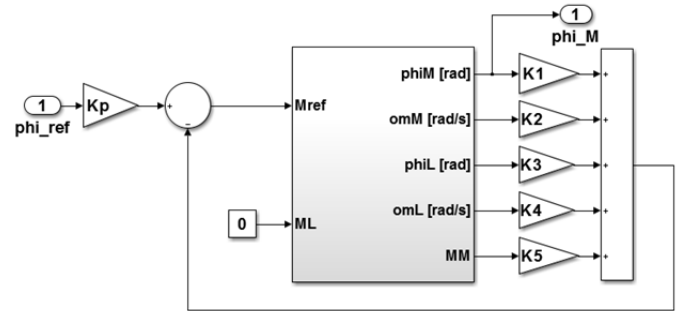 1
phi_M
phiM [rad]
K1
+
1
phi_ref
Kp
+
−
Mref
omM [rad/s]
K2
+
phiL [rad]
K3
+
0
ML
omL [rad/s]
K4
+
MM
K5
+